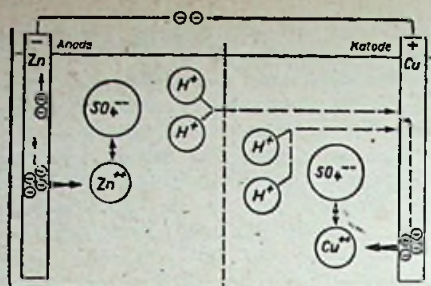 − +
Zn Anode Katode Cu
H⁺
SO₄⁻⁻
H⁺
H⁺
SO₄⁻⁻
Zn⁺⁺
H⁺
Cu⁺⁺